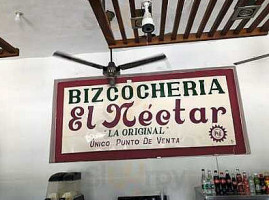 BIZCOCHERIA
El Néctar
"LA ORIGINAL"
UNICO PUNTO DE VENTA